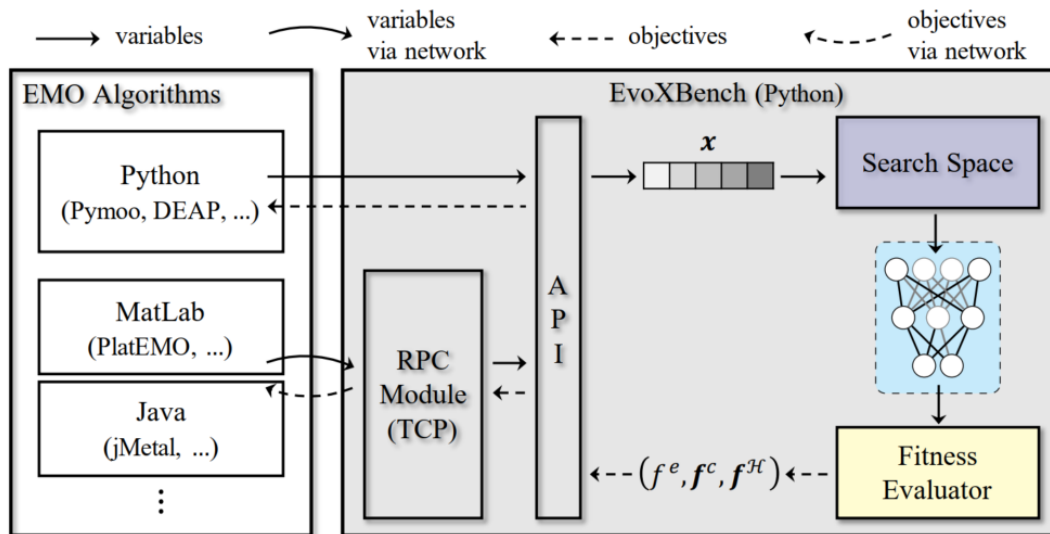 variables
variables
via network
objectives
objectives
via network
EMO Algorithms
Python
(Pymoo, DEAP, ...)
MatLab
(PlatEMO, ...)
Java
(jMetal, ...)
⋮
EvoXBench (Python)
RPC
Module
(TCP)
A
P
I
x
Search Space
Fitness
Evaluator
(f^e, f^c, f^ℋ)